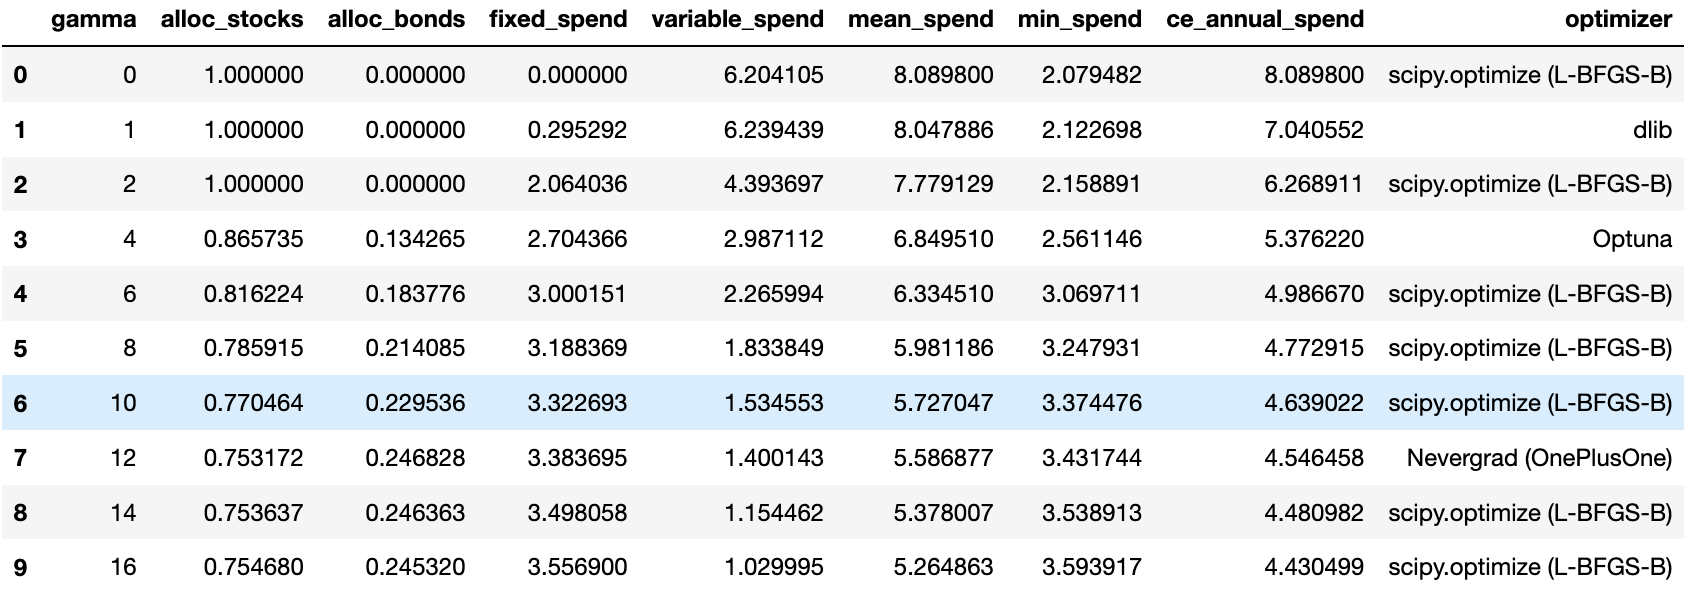 gamma alloc_stocks alloc_bonds fixed_spend variable_spend mean_spend min_spend ce_annual_spend optimizer
0 0 1.000000 0.000000 0.000000 6.204105 8.089800 2.079482 8.089800 scipy.optimize (L-BFGS-B)
1 1 1.000000 0.000000 0.295292 6.239439 8.047886 2.122698 7.040552 dlib
2 2 1.000000 0.000000 2.064036 4.393697 7.779129 2.158891 6.268911 scipy.optimize (L-BFGS-B)
3 4 0.865735 0.134265 2.704366 2.987112 6.849510 2.561146 5.376220 Optuna
4 6 0.816224 0.183776 3.000151 2.265994 6.334510 3.069711 4.986670 scipy.optimize (L-BFGS-B)
5 8 0.785915 0.214085 3.188369 1.833849 5.981186 3.247931 4.772915 scipy.optimize (L-BFGS-B)
6 10 0.770464 0.229536 3.322693 1.534553 5.727047 3.374476 4.639022 scipy.optimize (L-BFGS-B)
7 12 0.753172 0.246828 3.383695 1.400143 5.586877 3.431744 4.546458 Nevergrad (OnePlusOne)
8 14 0.753637 0.246363 3.498058 1.154462 5.378007 3.538913 4.480982 scipy.optimize (L-BFGS-B)
9 16 0.754680 0.245320 3.556900 1.029995 5.264863 3.593917 4.430499 scipy.optimize (L-BFGS-B)